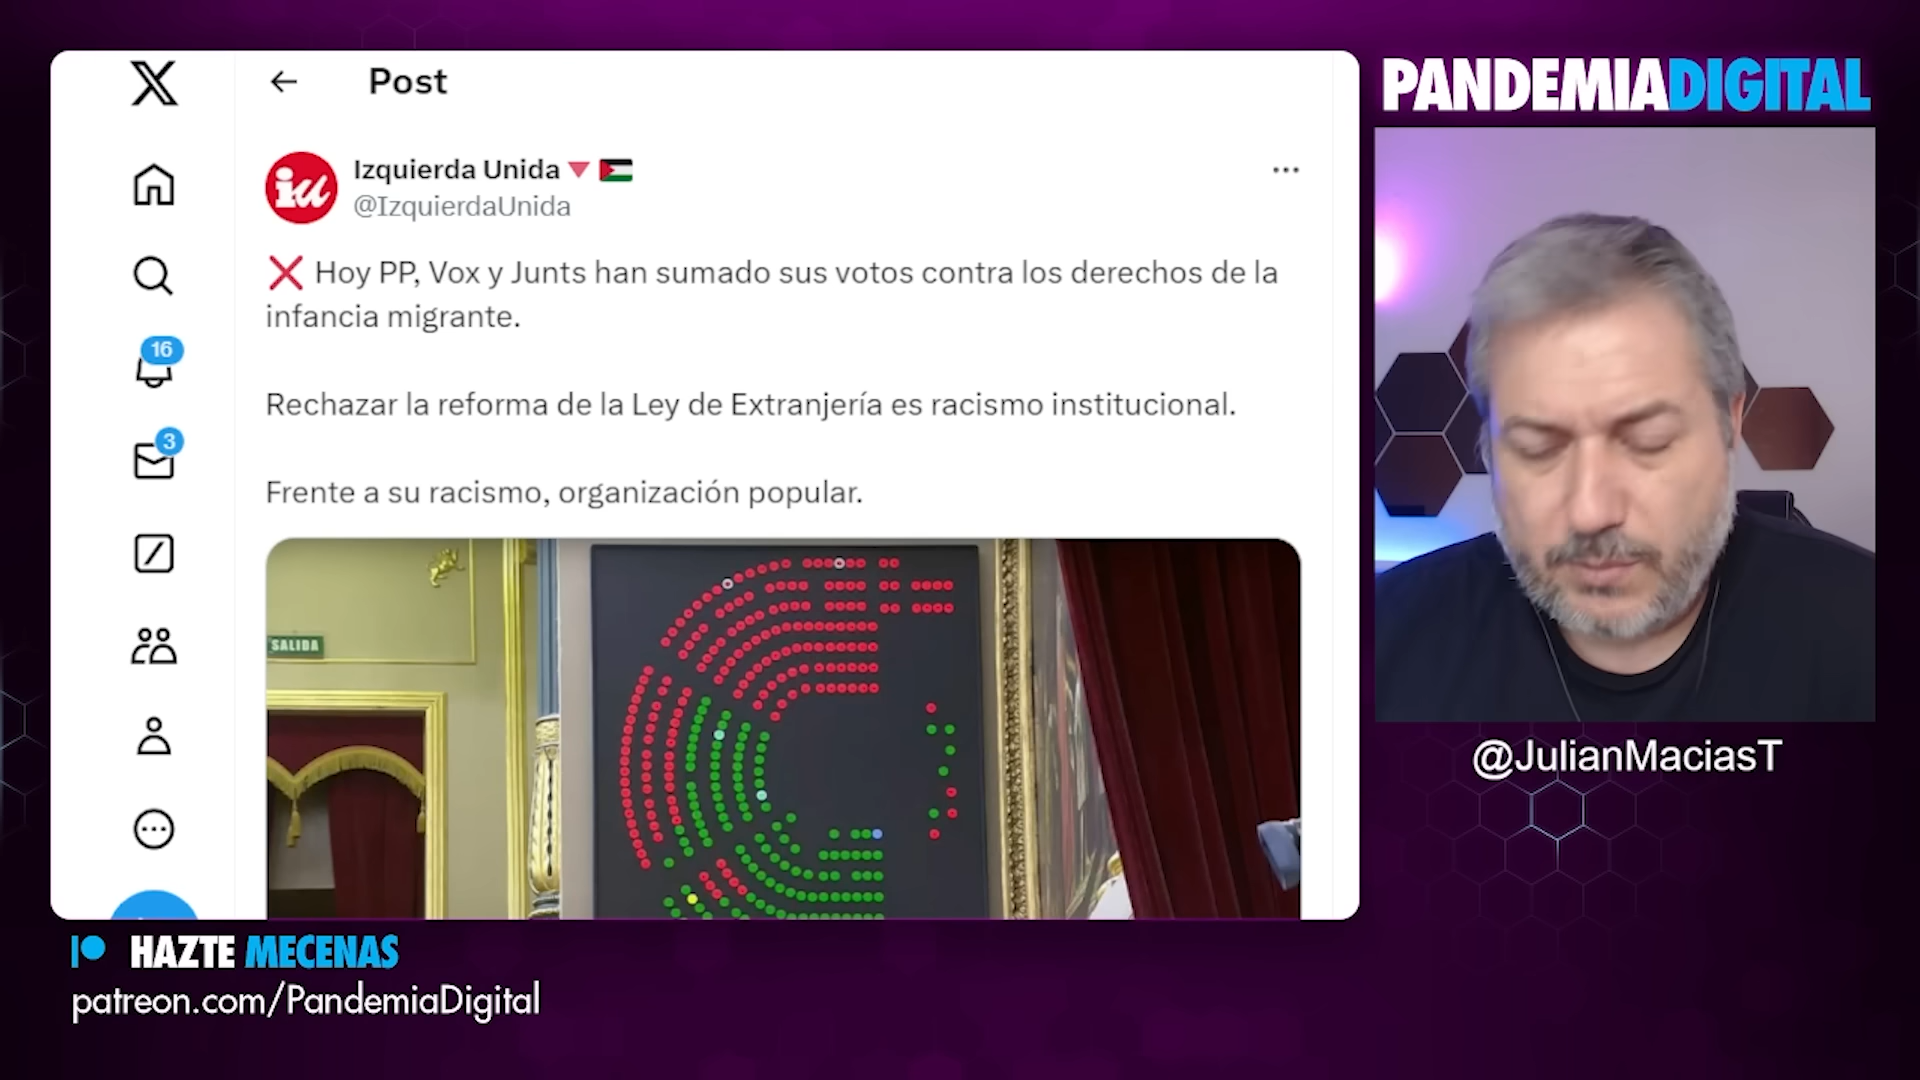 Post
Izquierda Unida
@IzquierdaUnida
Hoy PP, Vox y Junts han sumado sus votos contra los derechos de la
infancia migrante.
Rechazar la reforma de la Ley de Extranjería es racismo institucional.
Frente a su racismo, organización popular.
16
3
iu
SALIDA
PANDEMIADIGITAL
@JulianMaciasT
HAZTE MECENAS
patreon.com/PandemiaDigital